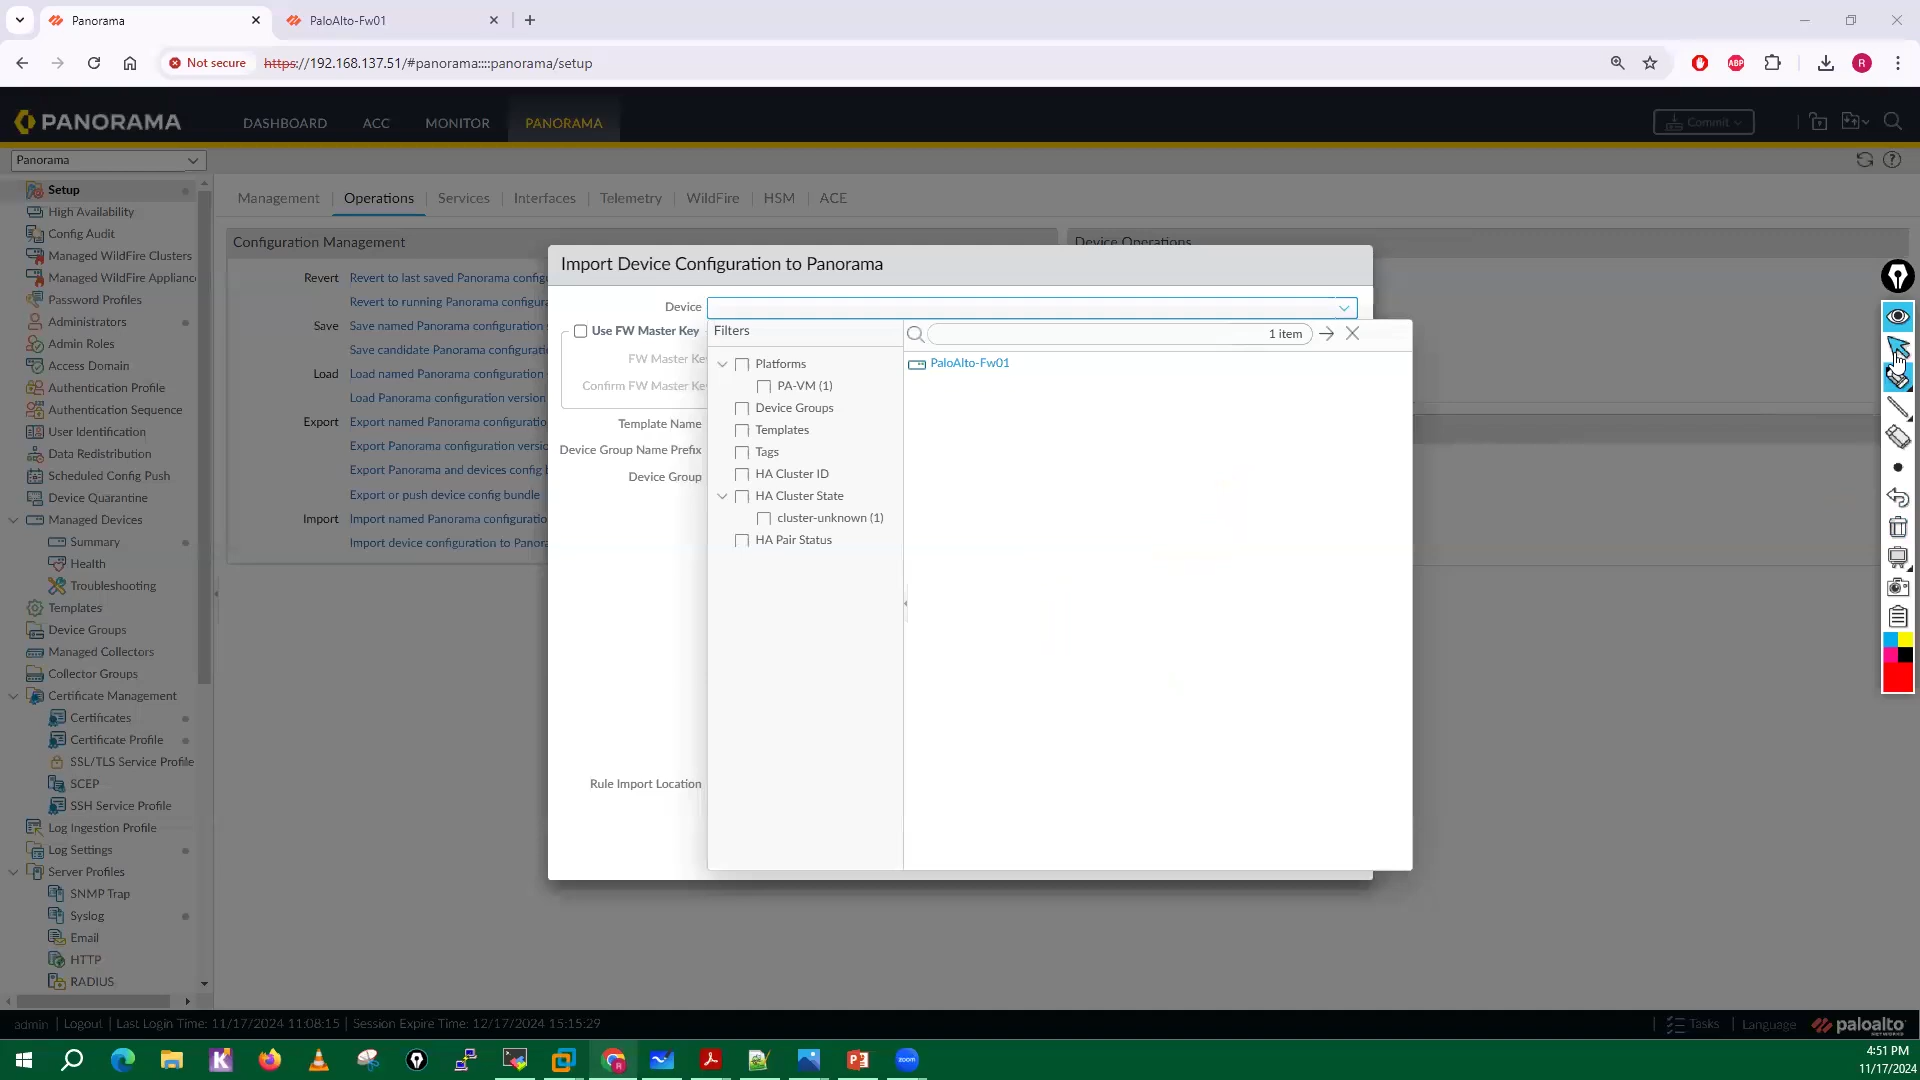 Panorama
PaloAlto-Fw01
Not secure
https://192.168.137.51/#panorama::::panorama/setup
ABP
R
PANORAMA
DASHBOARD
ACC
MONITOR
PANORAMA
Commit
Panorama
Setup
High Availability
Config Audit
Managed WildFire Clusters
Managed WildFire Applianc
Password Profiles
Administrators
Admin Roles
Access Domain
Authentication Profile
Authentication Sequence
User Identification
Data Redistribution
Scheduled Config Push
Device Quarantine
Managed Devices
Summary
Health
Troubleshooting
Templates
Device Groups
Managed Collectors
Collector Groups
Certificate Management
Certificates
Certificate Profile
SSL/TLS Service Profile
SCEP
SSH Service Profile
Log Ingestion Profile
Log Settings
Server Profiles
SNMP Trap
Syslog
Email
HTTP
RADIUS
Management
Operations
Services
Interfaces
Telemetry
WildFire
HSM
ACE
Configuration Management
Device Operations
Revert
Revert to last saved Panorama configu
Revert to running Panorama configura
Save
Save named Panorama configuration
Save candidate Panorama configuration
Load
Load named Panorama configuration
Load Panorama configuration version
Export
Export named Panorama configuratio
Export Panorama configuration versio
Export Panorama and devices config b
Export or push device config bundle
Import
Import named Panorama configuratio
Import device configuration to Panora
Import Device Configuration to Panorama
Device
Use FW Master Key
FW Master Key
Confirm FW Master Key
Template Name
Device Group Name Prefix
Device Group
Rule Import Location
Filters
Platforms
PA-VM (1)
Device Groups
Templates
Tags
HA Cluster ID
HA Cluster State
cluster-unknown (1)
HA Pair Status
1 item
PaloAlto-Fw01
admin | Logout | Last Login Time: 11/17/2024 11:08:15 | Session Expire Time: 12/17/2024 15:15:29
Tasks | Language
paloalto
NETWORKS
zoom
4:51 PM
11/17/2024